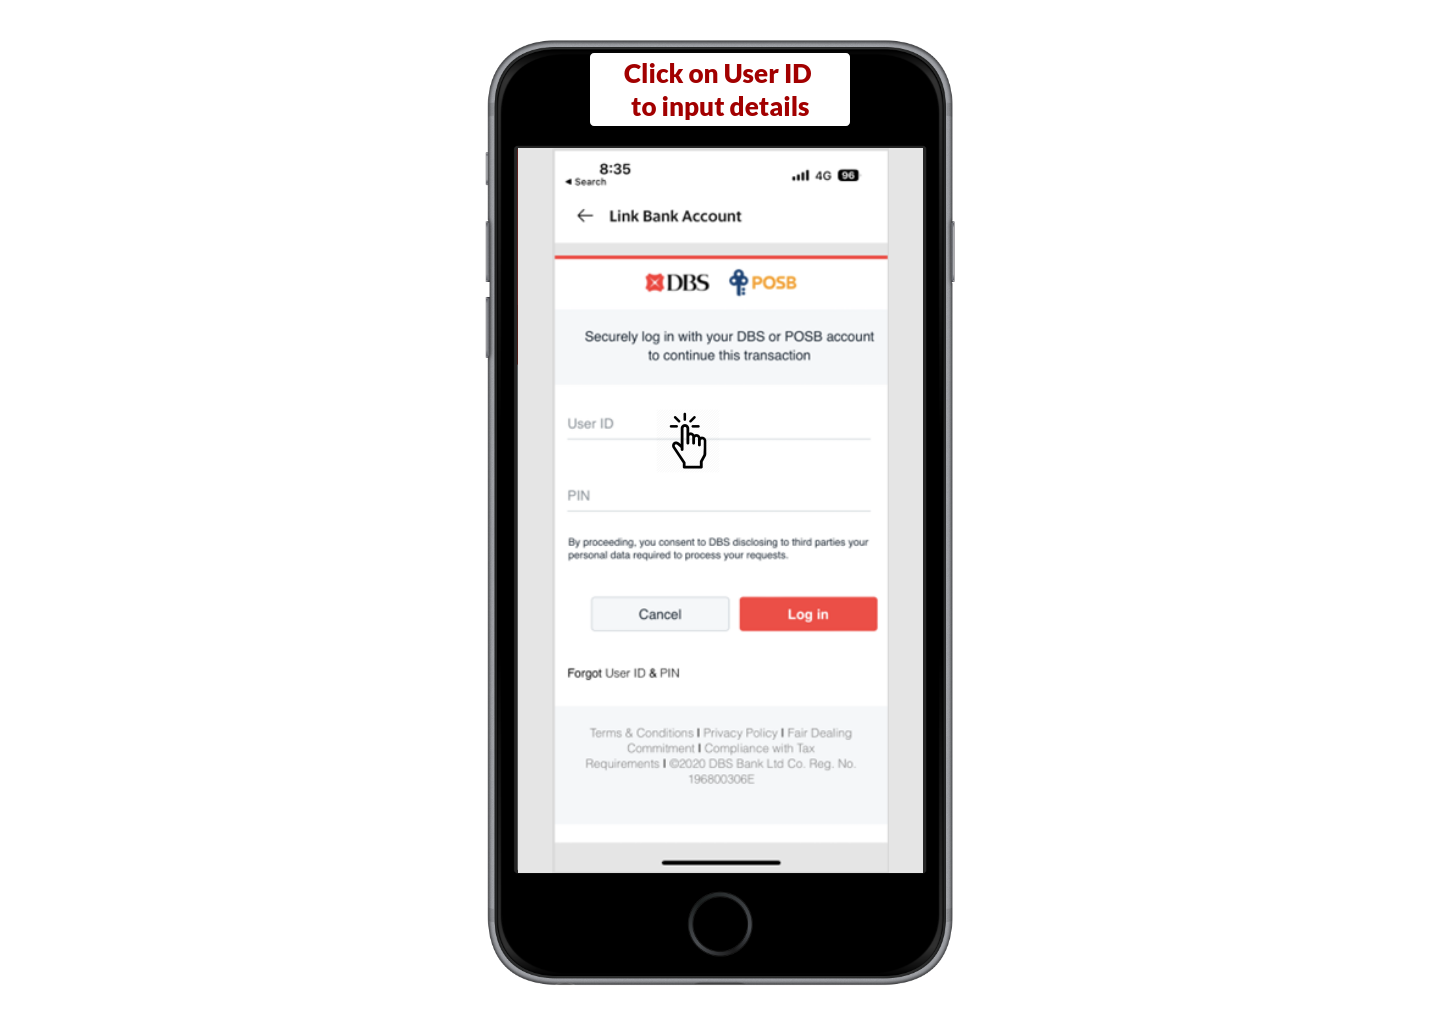 Click on User ID
to input details
8:35
◀ Search
4G 96
← Link Bank Account
DBS POSB
Securely log in with your DBS or POSB account
to continue this transaction
User ID
PIN
By proceeding, you consent to DBS disclosing to third parties your
personal data required to process your requests.
Cancel Log in
Forgot User ID & PIN
Terms & Conditions I Privacy Policy I Fair Dealing
Commitment I Compliance with Tax
Requirements I ©2020 DBS Bank Ltd Co. Reg. No.
196800306E